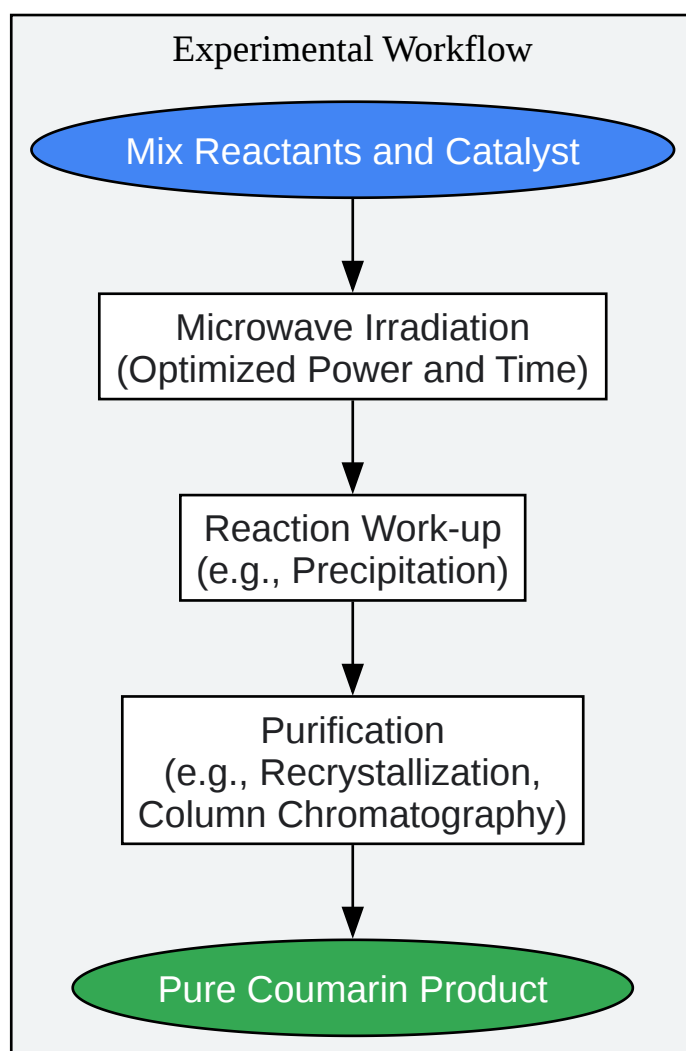 Experimental Workflow
Mix Reactants and Catalyst
Microwave Irradiation
(Optimized Power and Time)
Reaction Work-up
(e.g., Precipitation)
Purification
(e.g., Recrystallization,
Column Chromatography)
Pure Coumarin Product